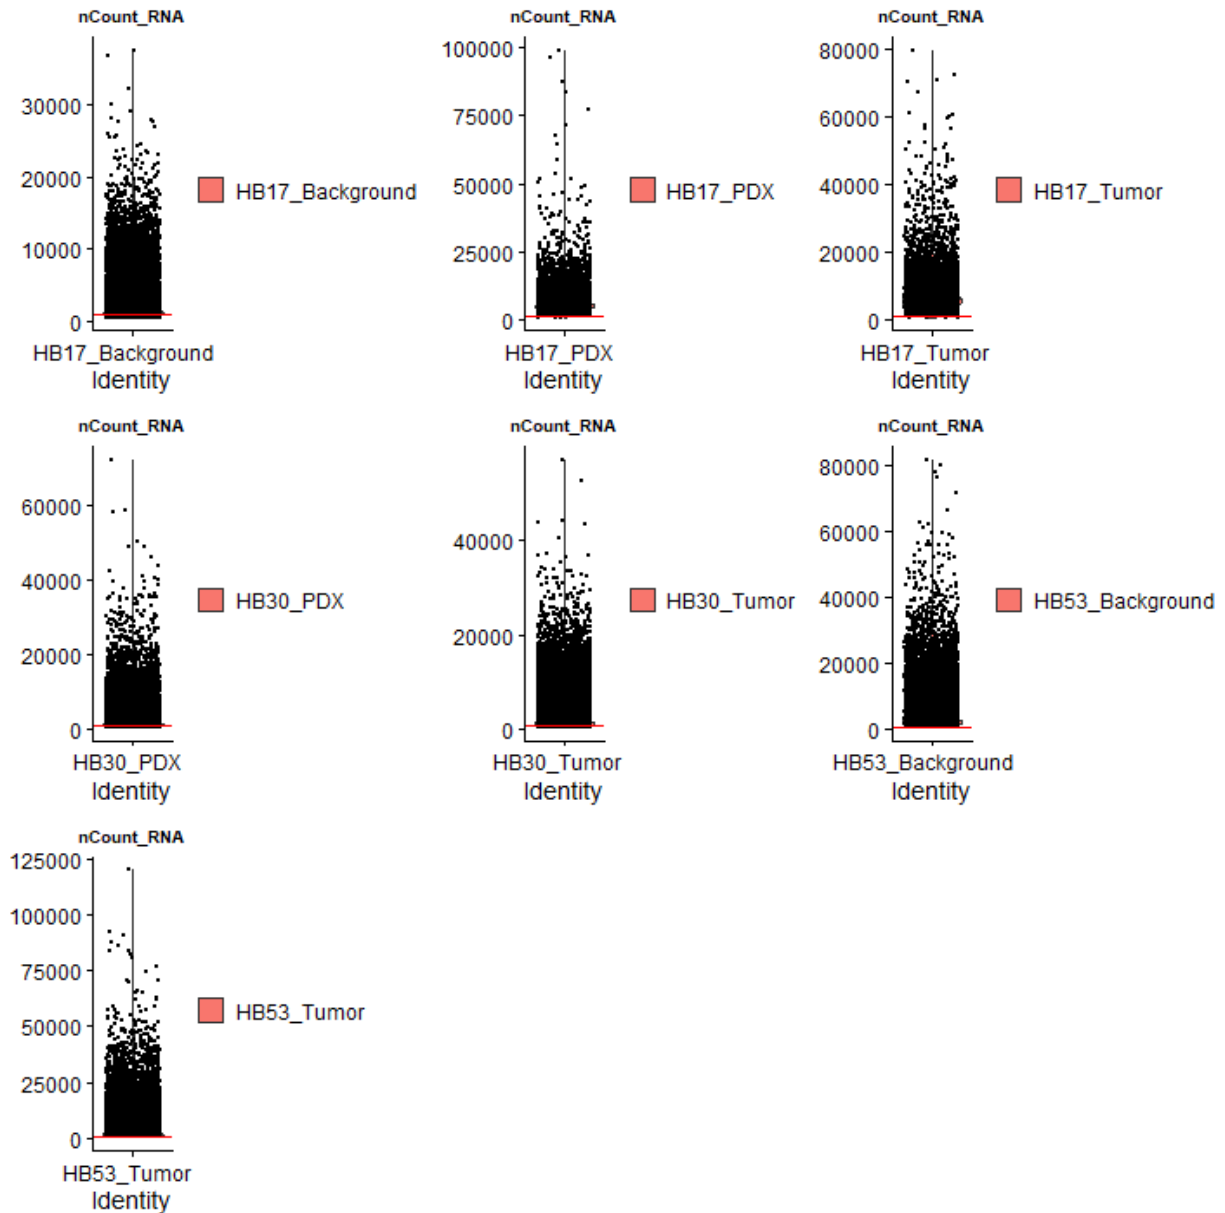 nCount_RNA
30000
20000
10000
0
HB17_Background
Identity
HB17_Background
nCount_RNA
100000
75000
50000
25000
0
HB17_PDX
Identity
HB17_PDX
nCount_RNA
80000
60000
40000
20000
0
HB17_Tumor
Identity
HB17_Tumor
nCount_RNA
60000
40000
20000
0
HB30_PDX
Identity
HB30_PDX
nCount_RNA
40000
20000
0
HB30_Tumor
Identity
HB30_Tumor
nCount_RNA
80000
60000
40000
20000
0
HB53_Background
Identity
HB53_Background
nCount_RNA
125000
100000
75000
50000
25000
0
HB53_Tumor
Identity
HB53_Tumor